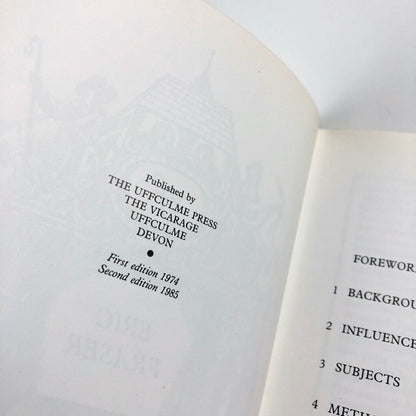 Published by
THE UFFCULME PRESS
THE VICARAGE
UFFCULME
DEVON
First edition 1974
Second edition 1985
ERIC
FRASER
FOREWOR
1 BACKGROU
2 INFLUENCE
3 SUBJECTS
4 METH